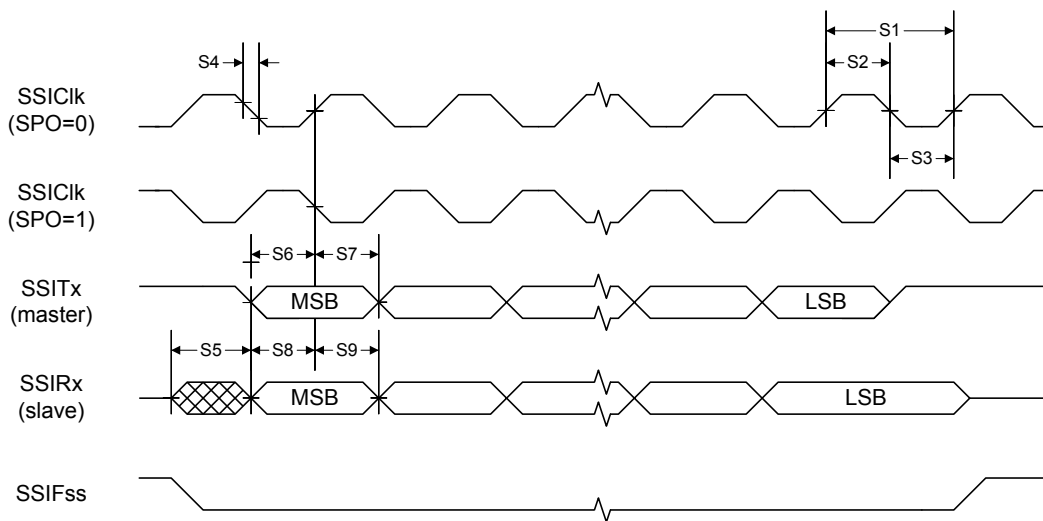 S1
S4
S2
SSIClk
(SPO=0)
S3
SSIClk
(SPO=1)
S6 S7
SSITx
(master)
MSB LSB
S5 S8 S9
SSIRx
(slave)
MSB LSB
SSIFss